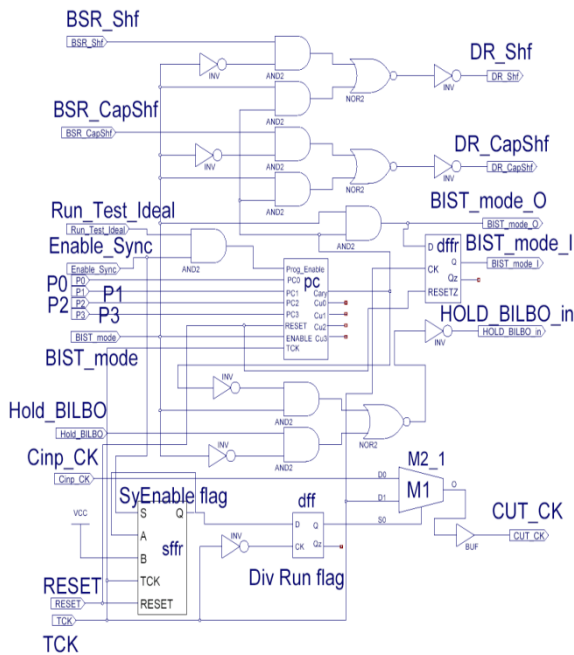 BSR_Shf
BSR_Shf
INV
AND2
DR_Shf
DR_Shf
INV
NOR2
AND2
BSR_CapShf
BSR_CapShf
INV
AND2
DR_CapShf
DR_CapShf
INV
NOR2
AND2
Run_Test_Ideal
Run_Test_Ideal
BIST_mode_O
BIST_mode_O
AND2
Enable_Sync
Enable_Sync
AND2
dffr
D
Q
CK
Qz
RESETZ
BIST_mode_I
BIST_mode_I
P0
P0
P1
P1
P2
P2
P3
P3
Prog_Enable
pc
PC0
PC1
Cary
PC2
Cu0
PC3
Cu1
RESET
Cu2
ENABLE
Cu3
TCK
BIST_mode
BIST_mode
HOLD_BILBO_in
HOLD_BILBO_in
INV
INV
AND2
NOR2
Hold_BILBO
Hold_BILBO
INV
AND2
Cinp_CK
Cinp_CK
M2_1
D0
D1
S0
O
M1
SyEnable flag
VCC
S
Q
A
B
sffr
TCK
RESET
dff
D
Q
CK
Qz
INV
Div Run flag
BUF
CUT_CK
CUT_CK
RESET
RESET
TCK
TCK